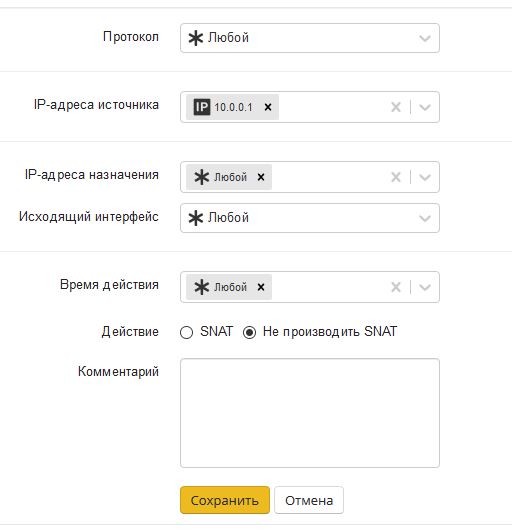 Протокол
Любой
IP-адреса источника
IP 10.0.0.1
IP-адреса назначения
Любой
Исходящий интерфейс
Любой
Время действия
Любой
Действие SNAT Не производить SNAT
Комментарий
Сохранить Отмена